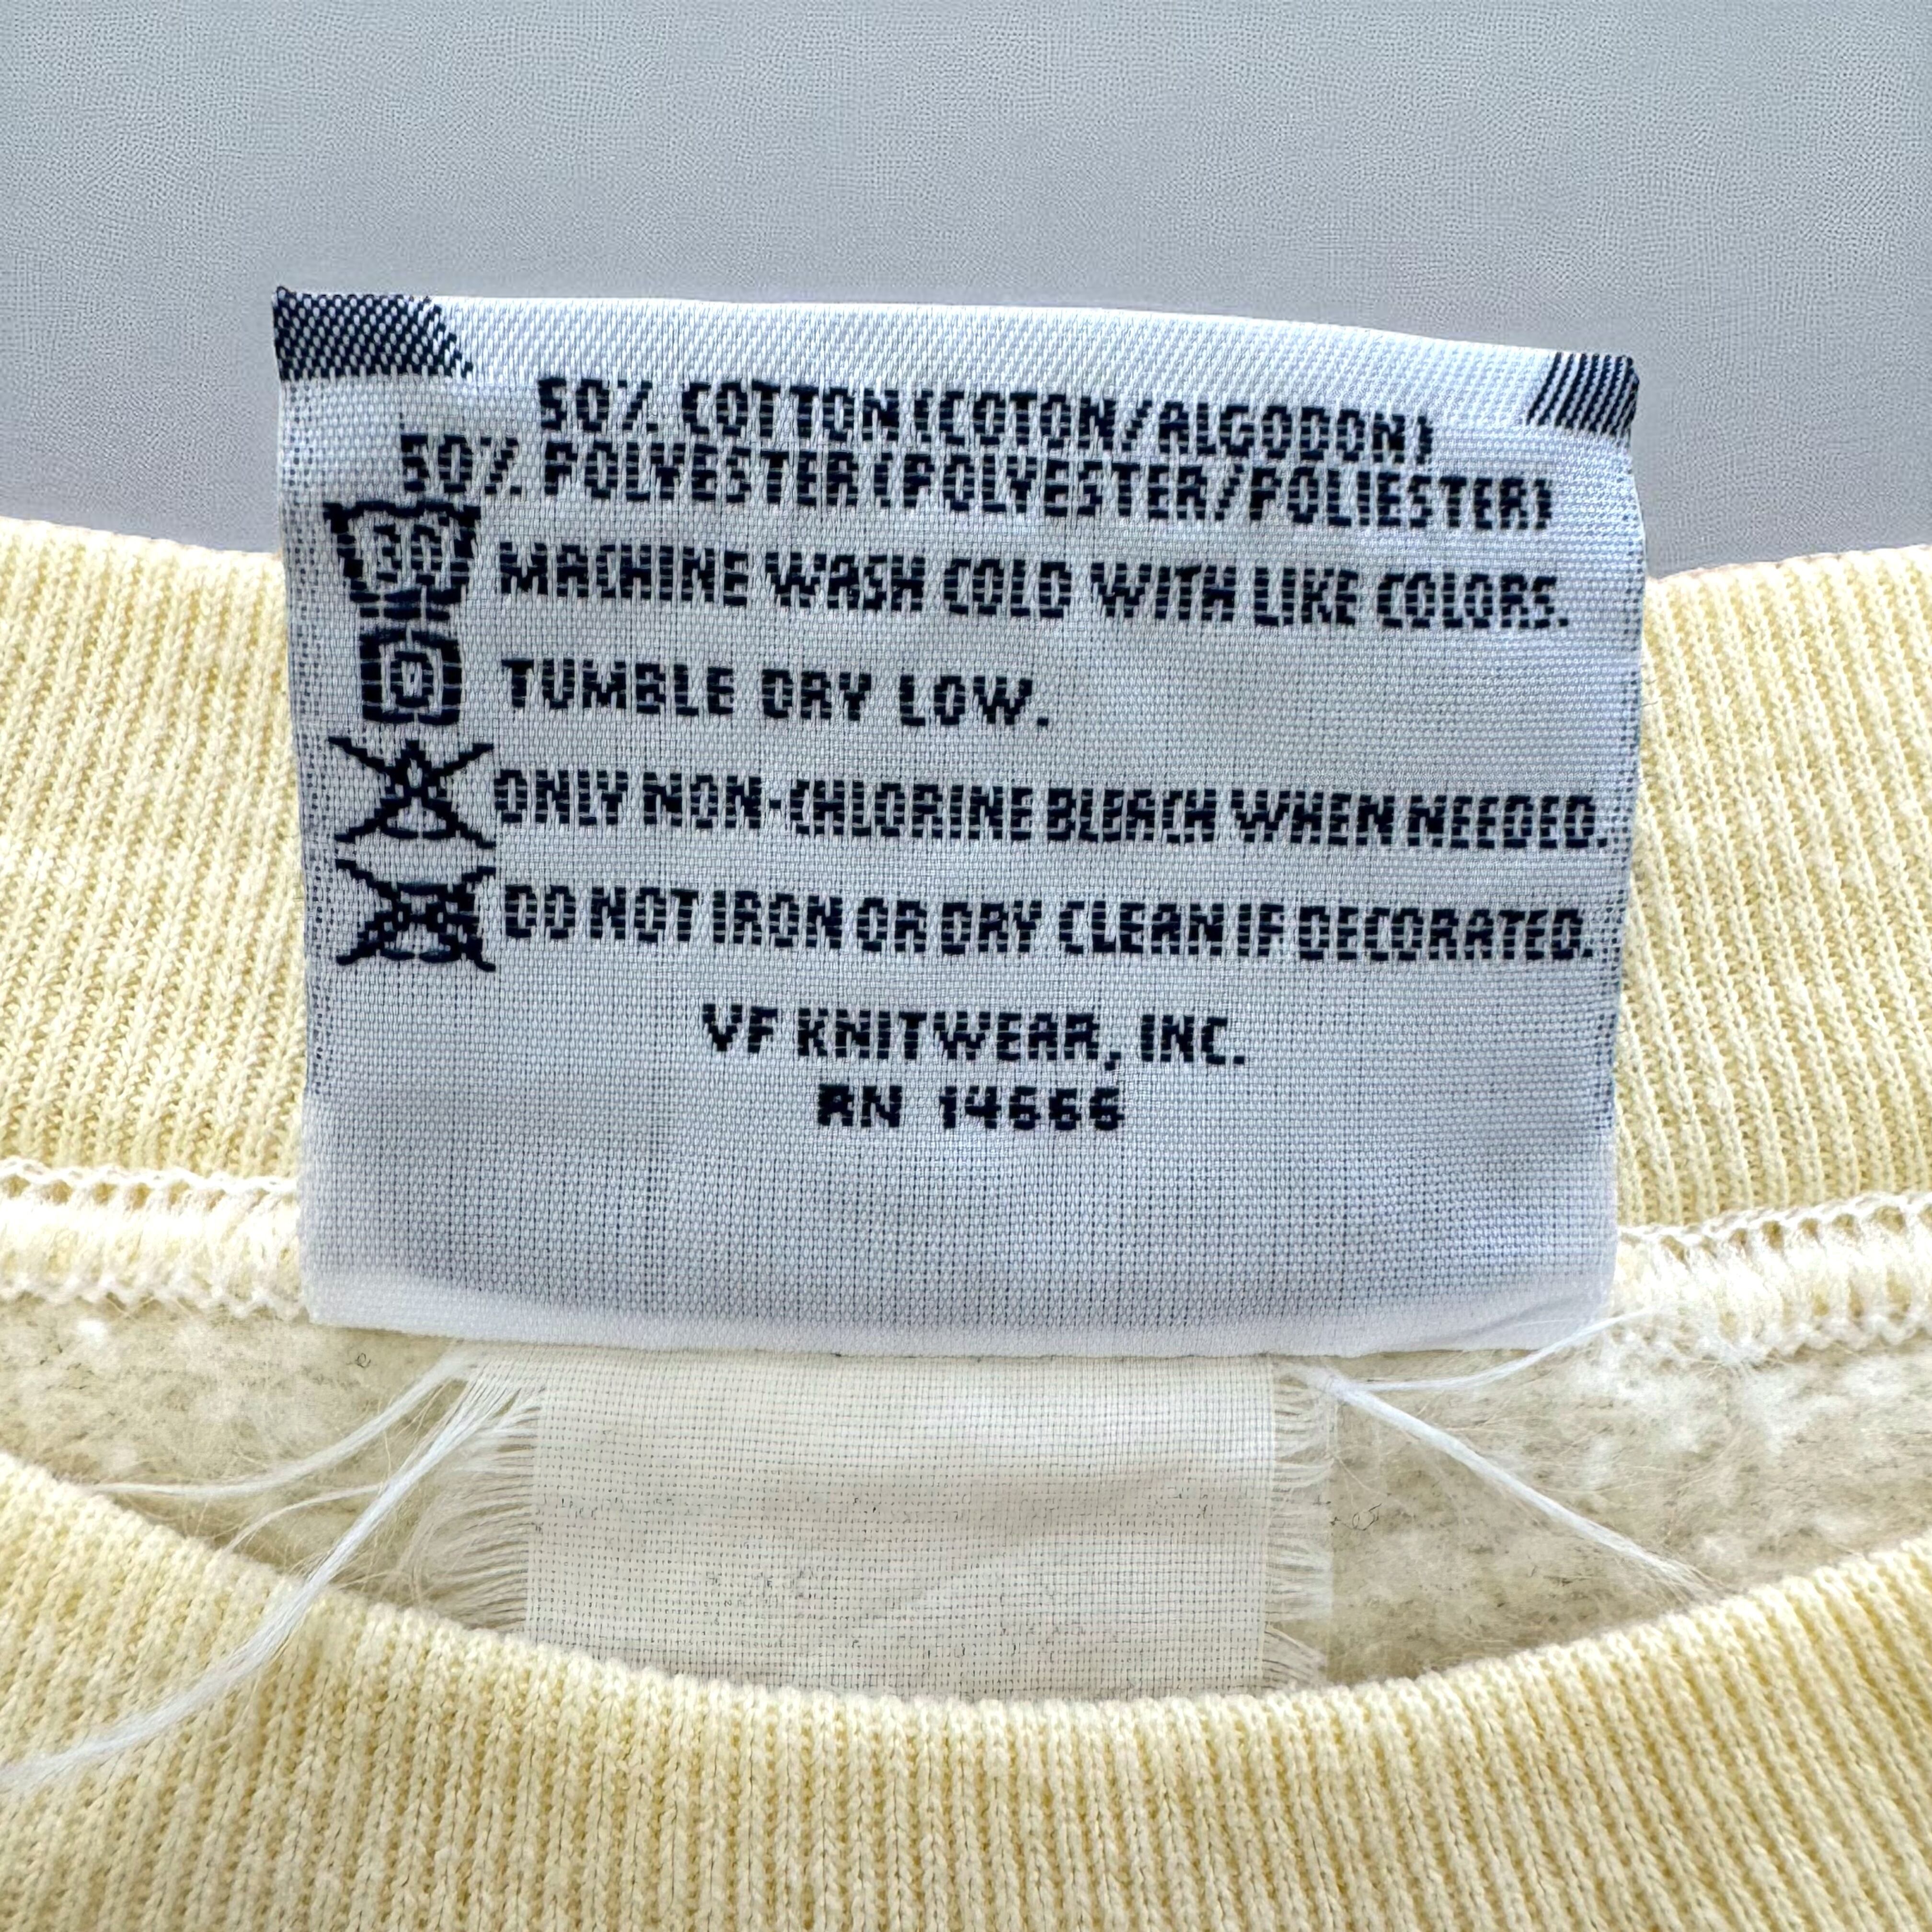 50% COTTON (COTON/ALGODON)
50% POLYESTER (POLYESTER/POLIESTER)
30 MACHINE WASH COLD WITH LIKE COLORS.
TUMBLE DRY LOW.
ONLY NON-CHLORINE BLEACH WHEN NEEDED.
DO NOT IRON OR DRY CLEAN IF DECORATED.
VF KNITWEAR, INC.
RN 14666